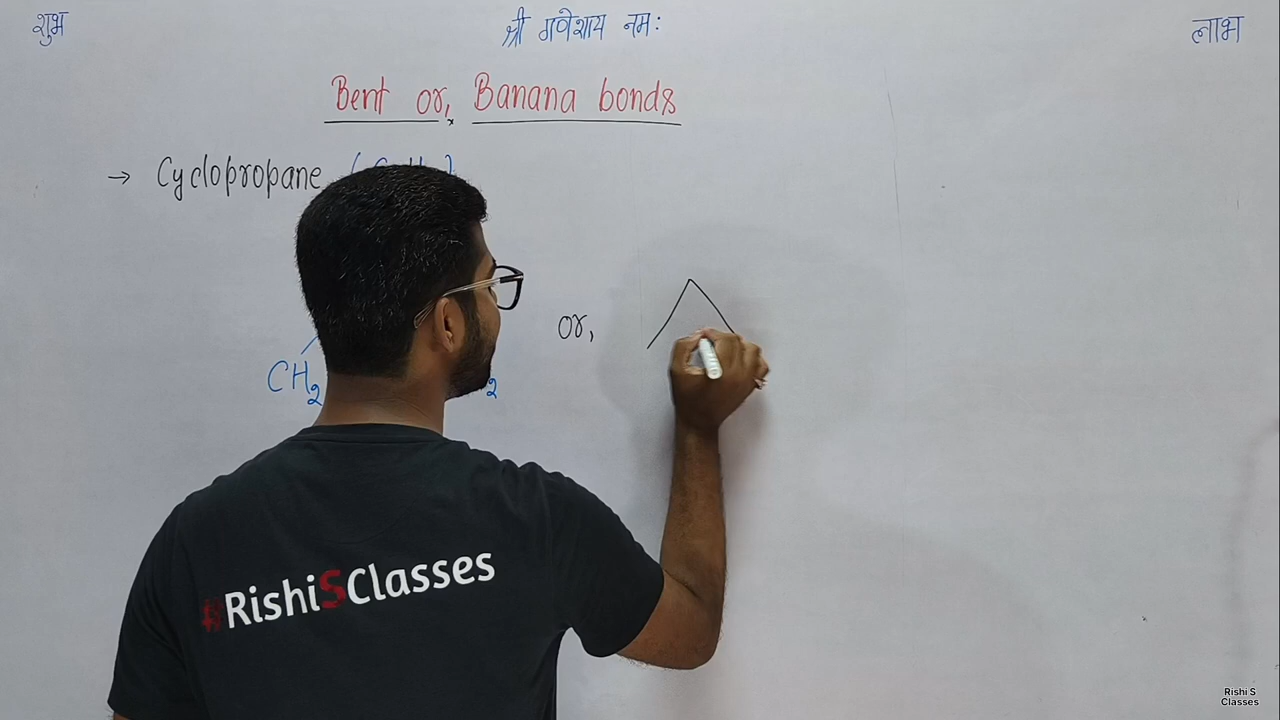 शुभ श्री गणेशाय नमः लाभ
Bent or, Banana bonds
→ Cyclopropane
or,
CH₂ ₂
#RishiSClasses
Rishi S
Classes